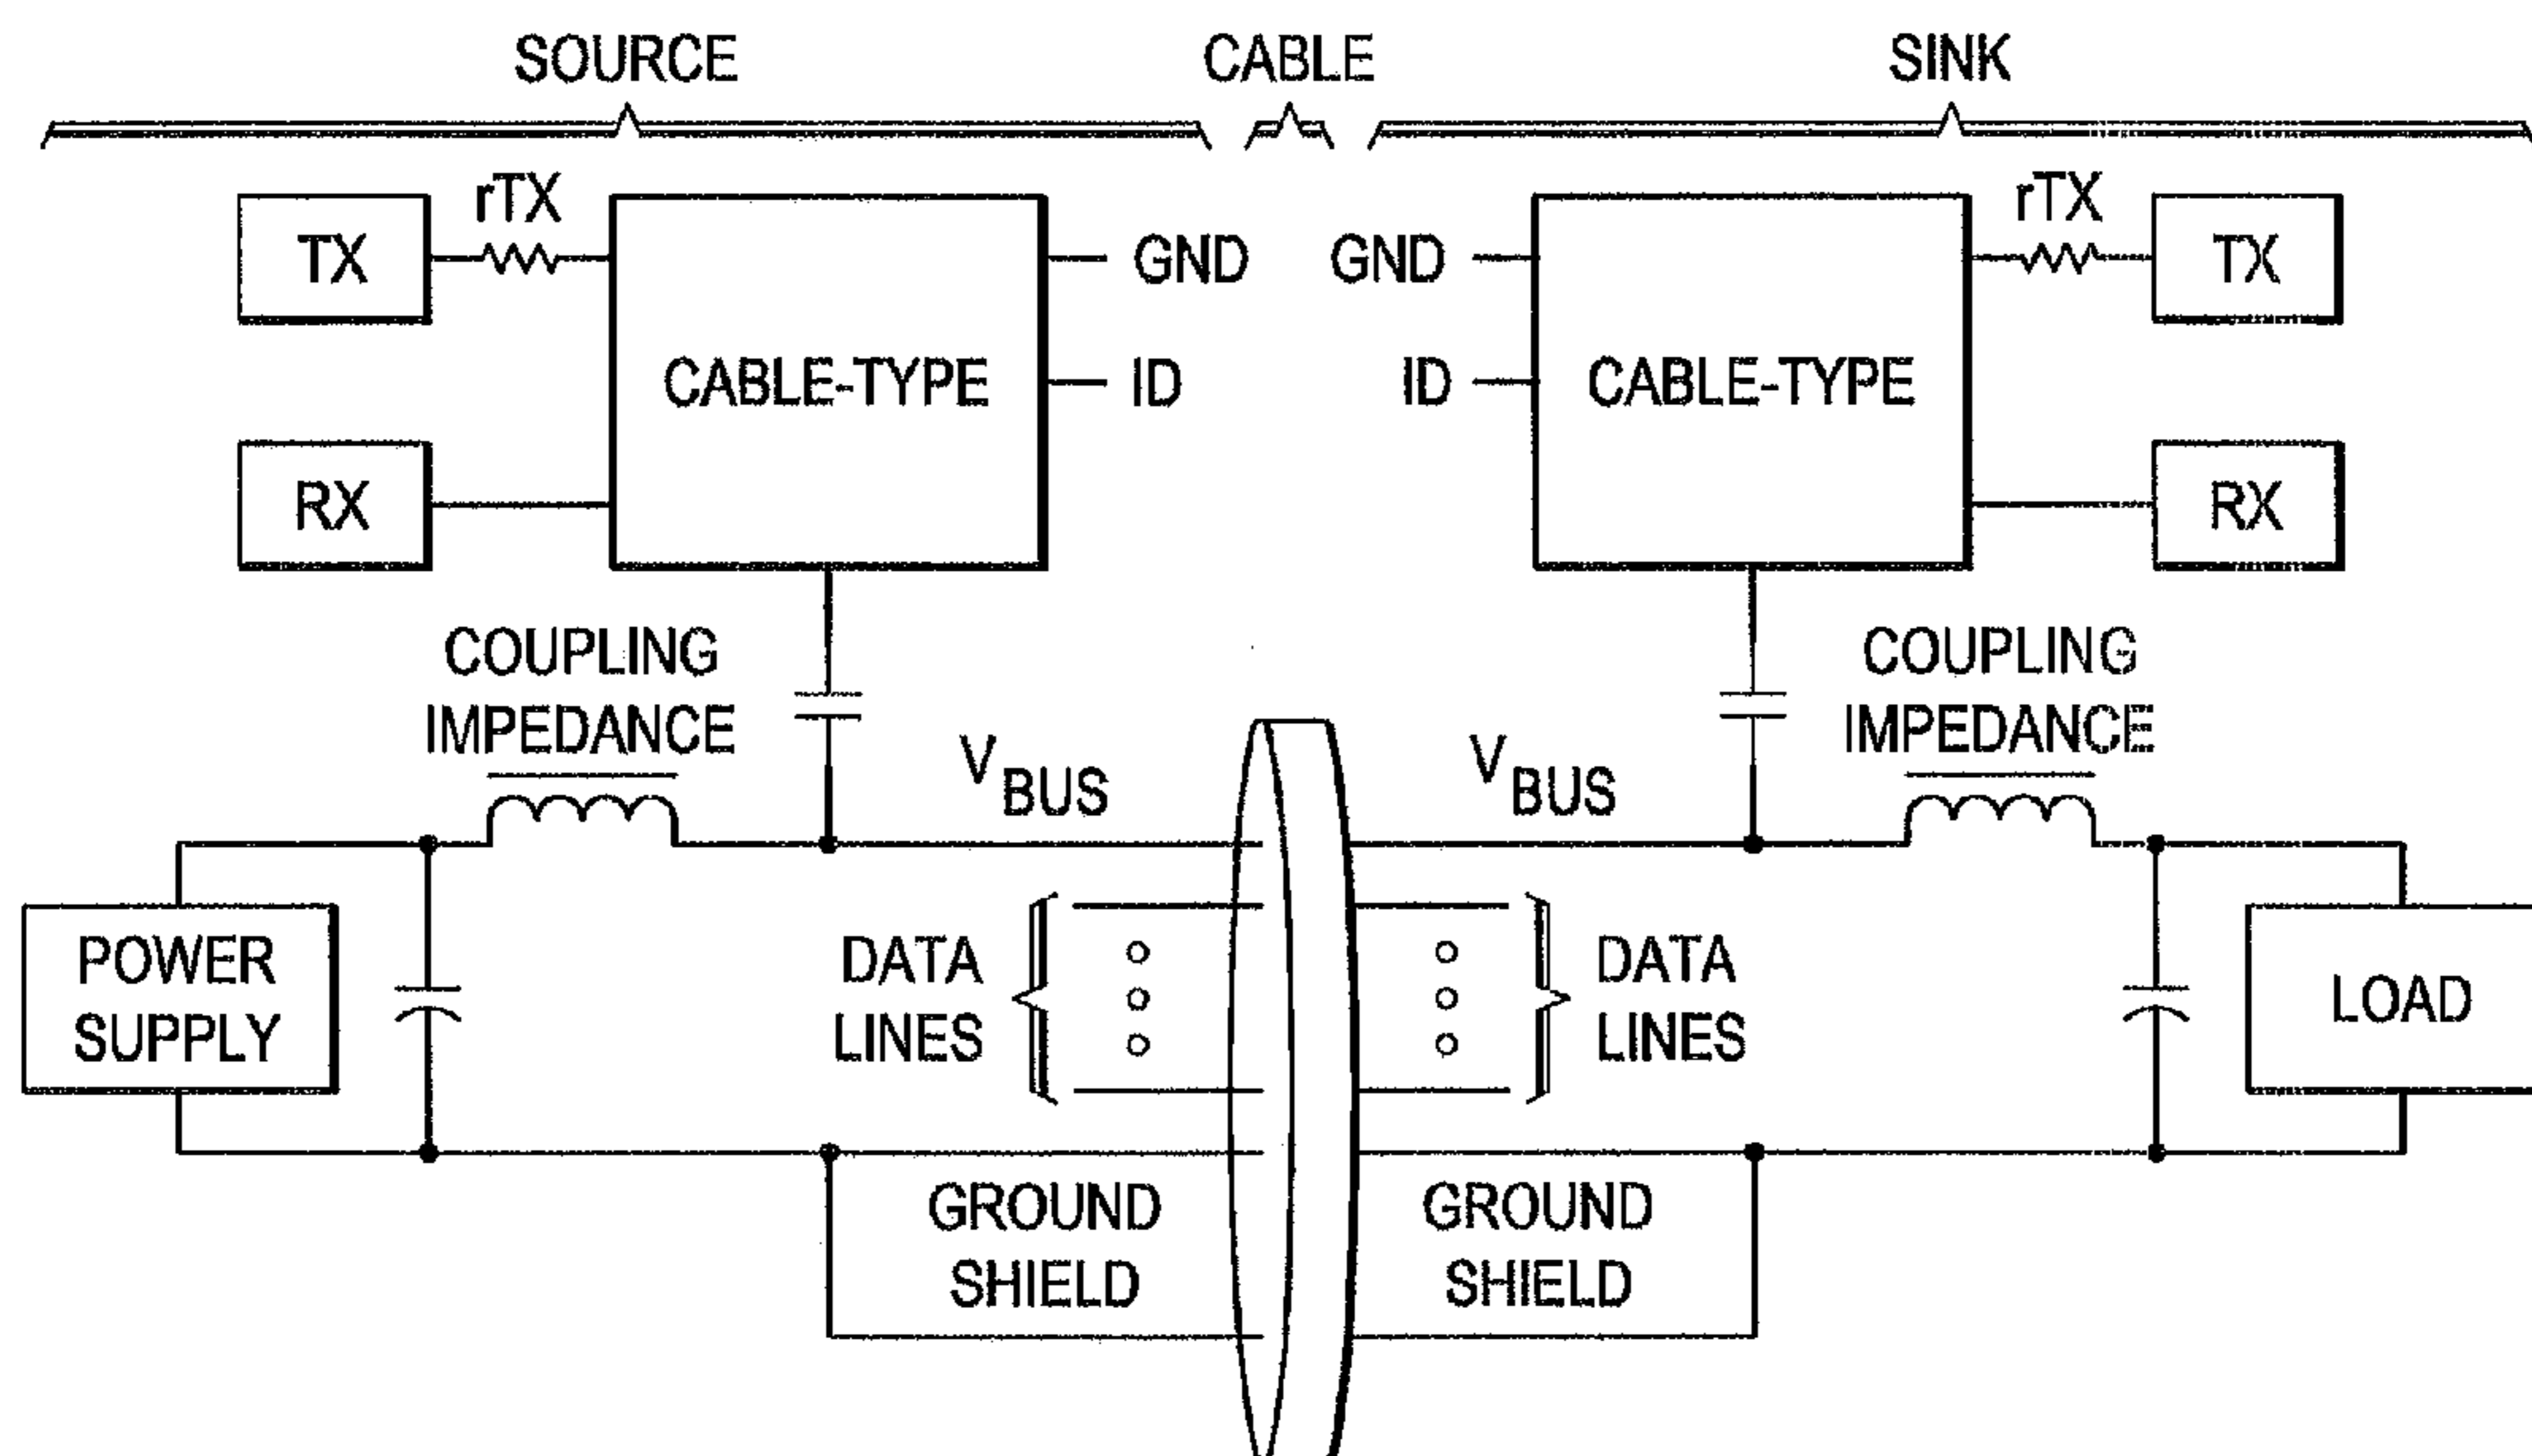 SOURCE
CABLE
SINK
rTX
rTX
TX
CABLE-TYPE
GND
GND
CABLE-TYPE
TX
ID
ID
RX
RX
COUPLING
IMPEDANCE
COUPLING
IMPEDANCE
VBUS
VBUS
POWER
SUPPLY
DATA
LINES
DATA
LINES
LOAD
GROUND
SHIELD
GROUND
SHIELD